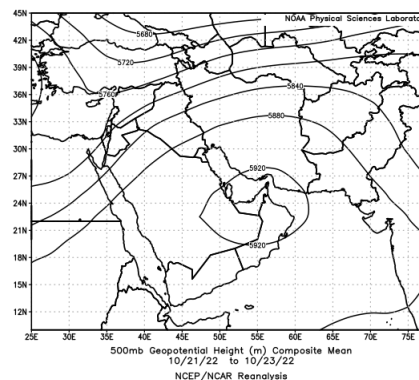 NOAA Physical Sciences Laborato
45N
42N
39N
36N
33N
30N
27N
24N
21N
18N
15N
12N
5680
5720
5760
5840
5880
5920
5920
25E 30E 35E 40E 45E 50E 55E 60E 65E 70E 75E
500mb Geopotential Height (m) Composite Mean
10/21/22 to 10/23/22
NCEP/NCAR Reanalysis